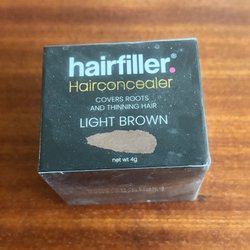 hairfiller.
Hairconcealer
COVERS ROOTS
AND THINNING HAIR
LIGHT BROWN
net wt 4g